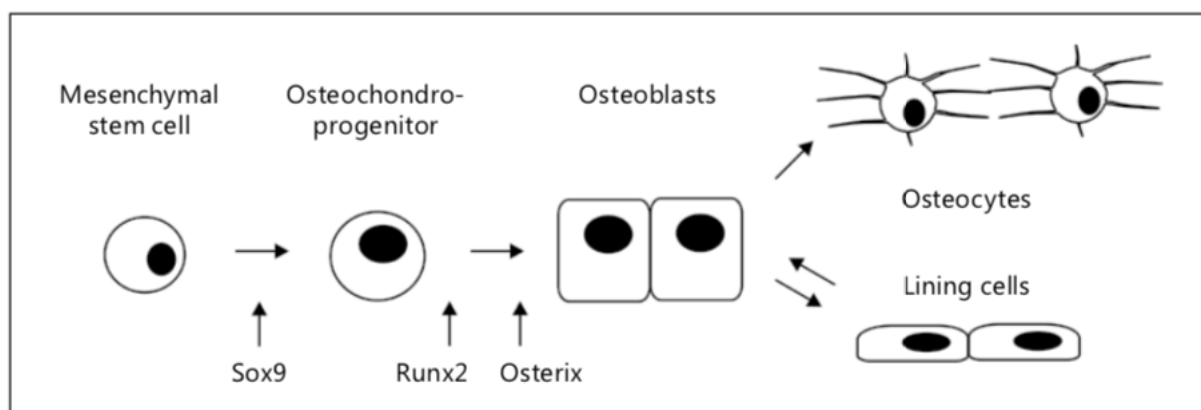 Mesenchymal
stem cell
Osteochondro-
progenitor
Osteoblasts
Osteocytes
Lining cells
Sox9
Runx2
Osterix